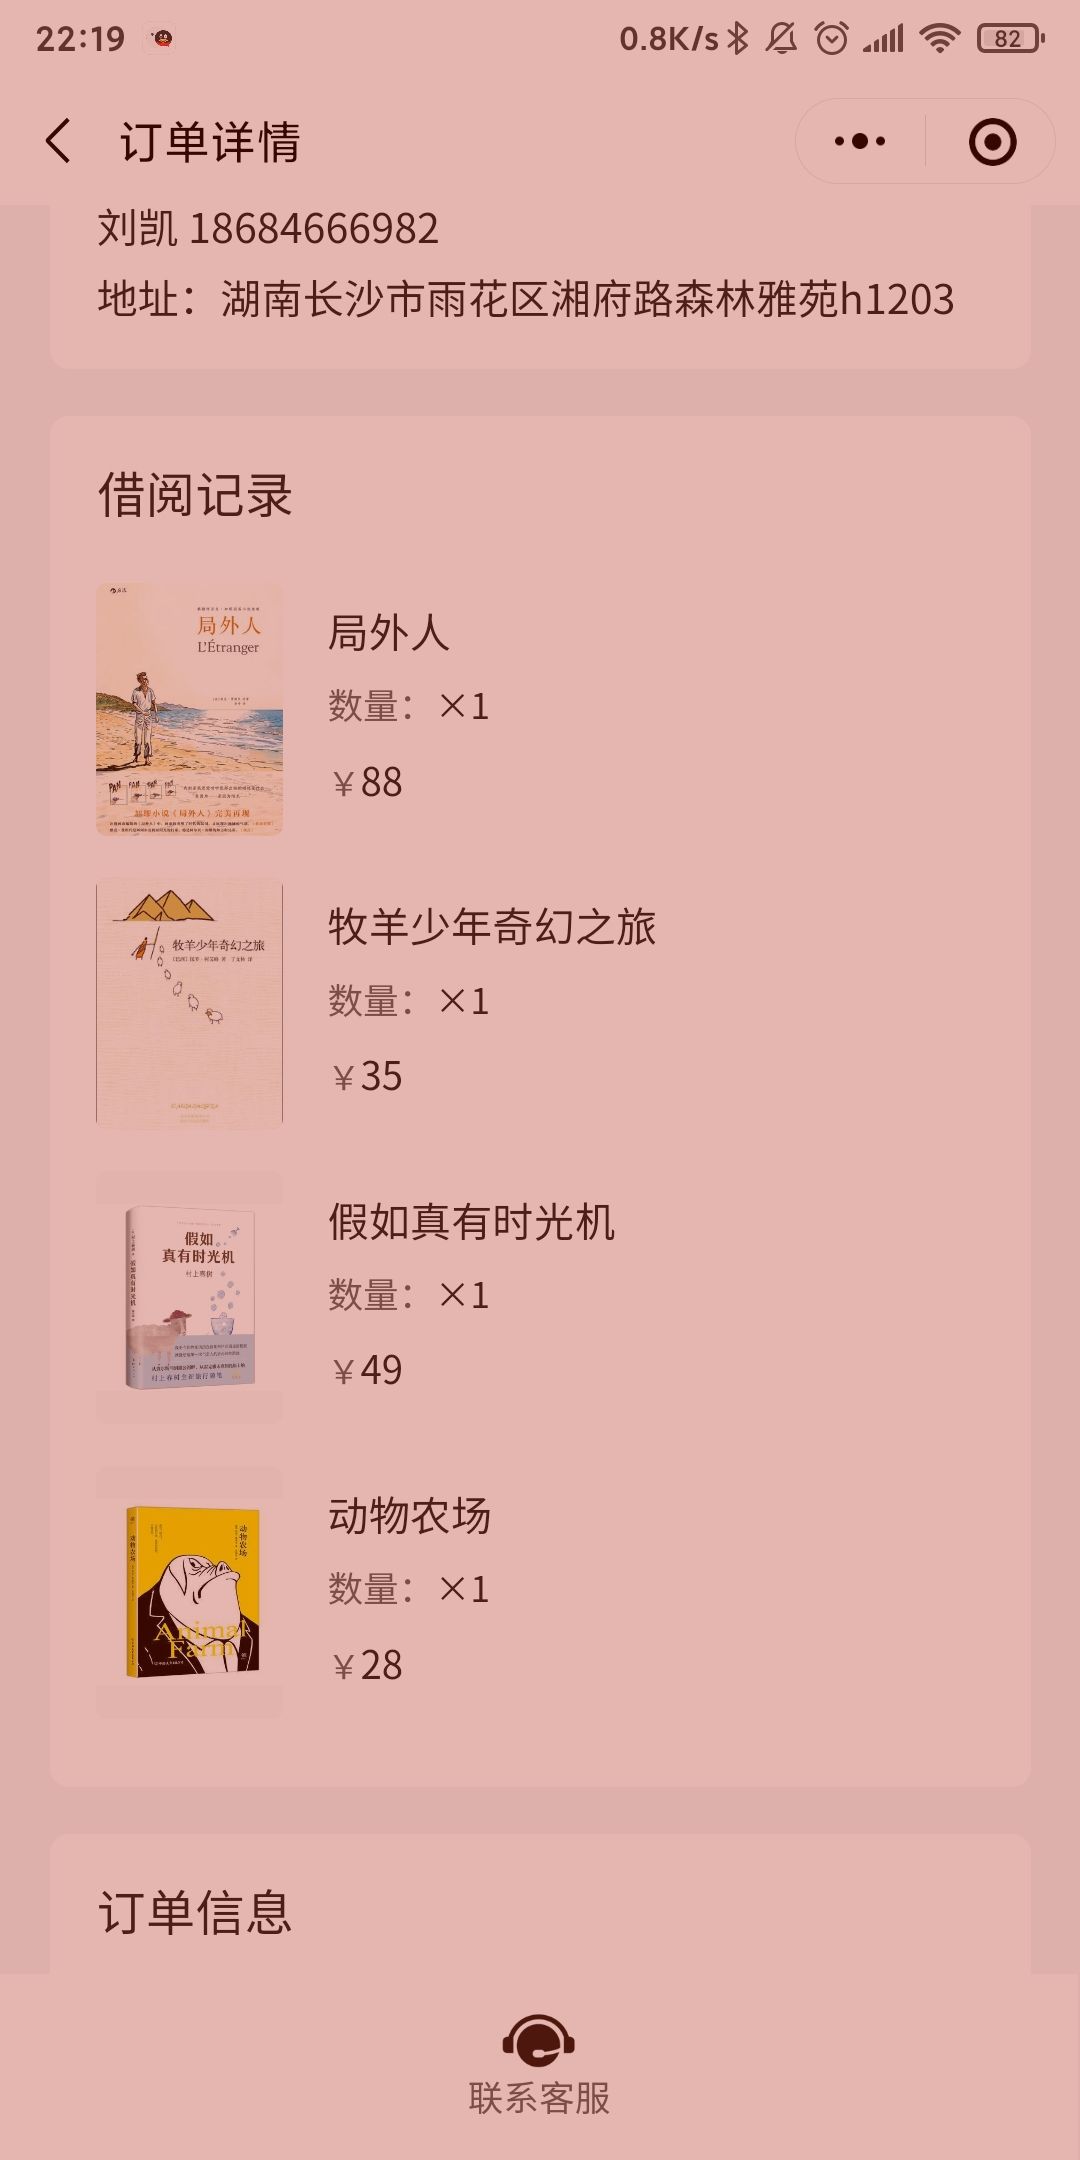 22:19
0.8K/s
82
订单详情
刘凯 18684666982
地址：湖南长沙市雨花区湘府路森林雅苑h1203
借阅记录
局外人
L'Étranger
局外人
数量：×1
￥88
牧羊少年奇幻之旅
牧羊少年奇幻之旅
数量：×1
￥35
假如
真有时光机
村上春树
假如真有时光机
数量：×1
￥49
动物农场
Animal
Farm
动物农场
数量：×1
￥28
订单信息
联系客服